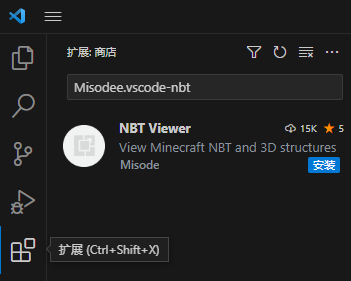 扩展: 商店
Misodee.vscode-nbt
NBT Viewer
15K
5
View Minecraft NBT and 3D structures
Misode
安装
扩展 (Ctrl+Shift+X)